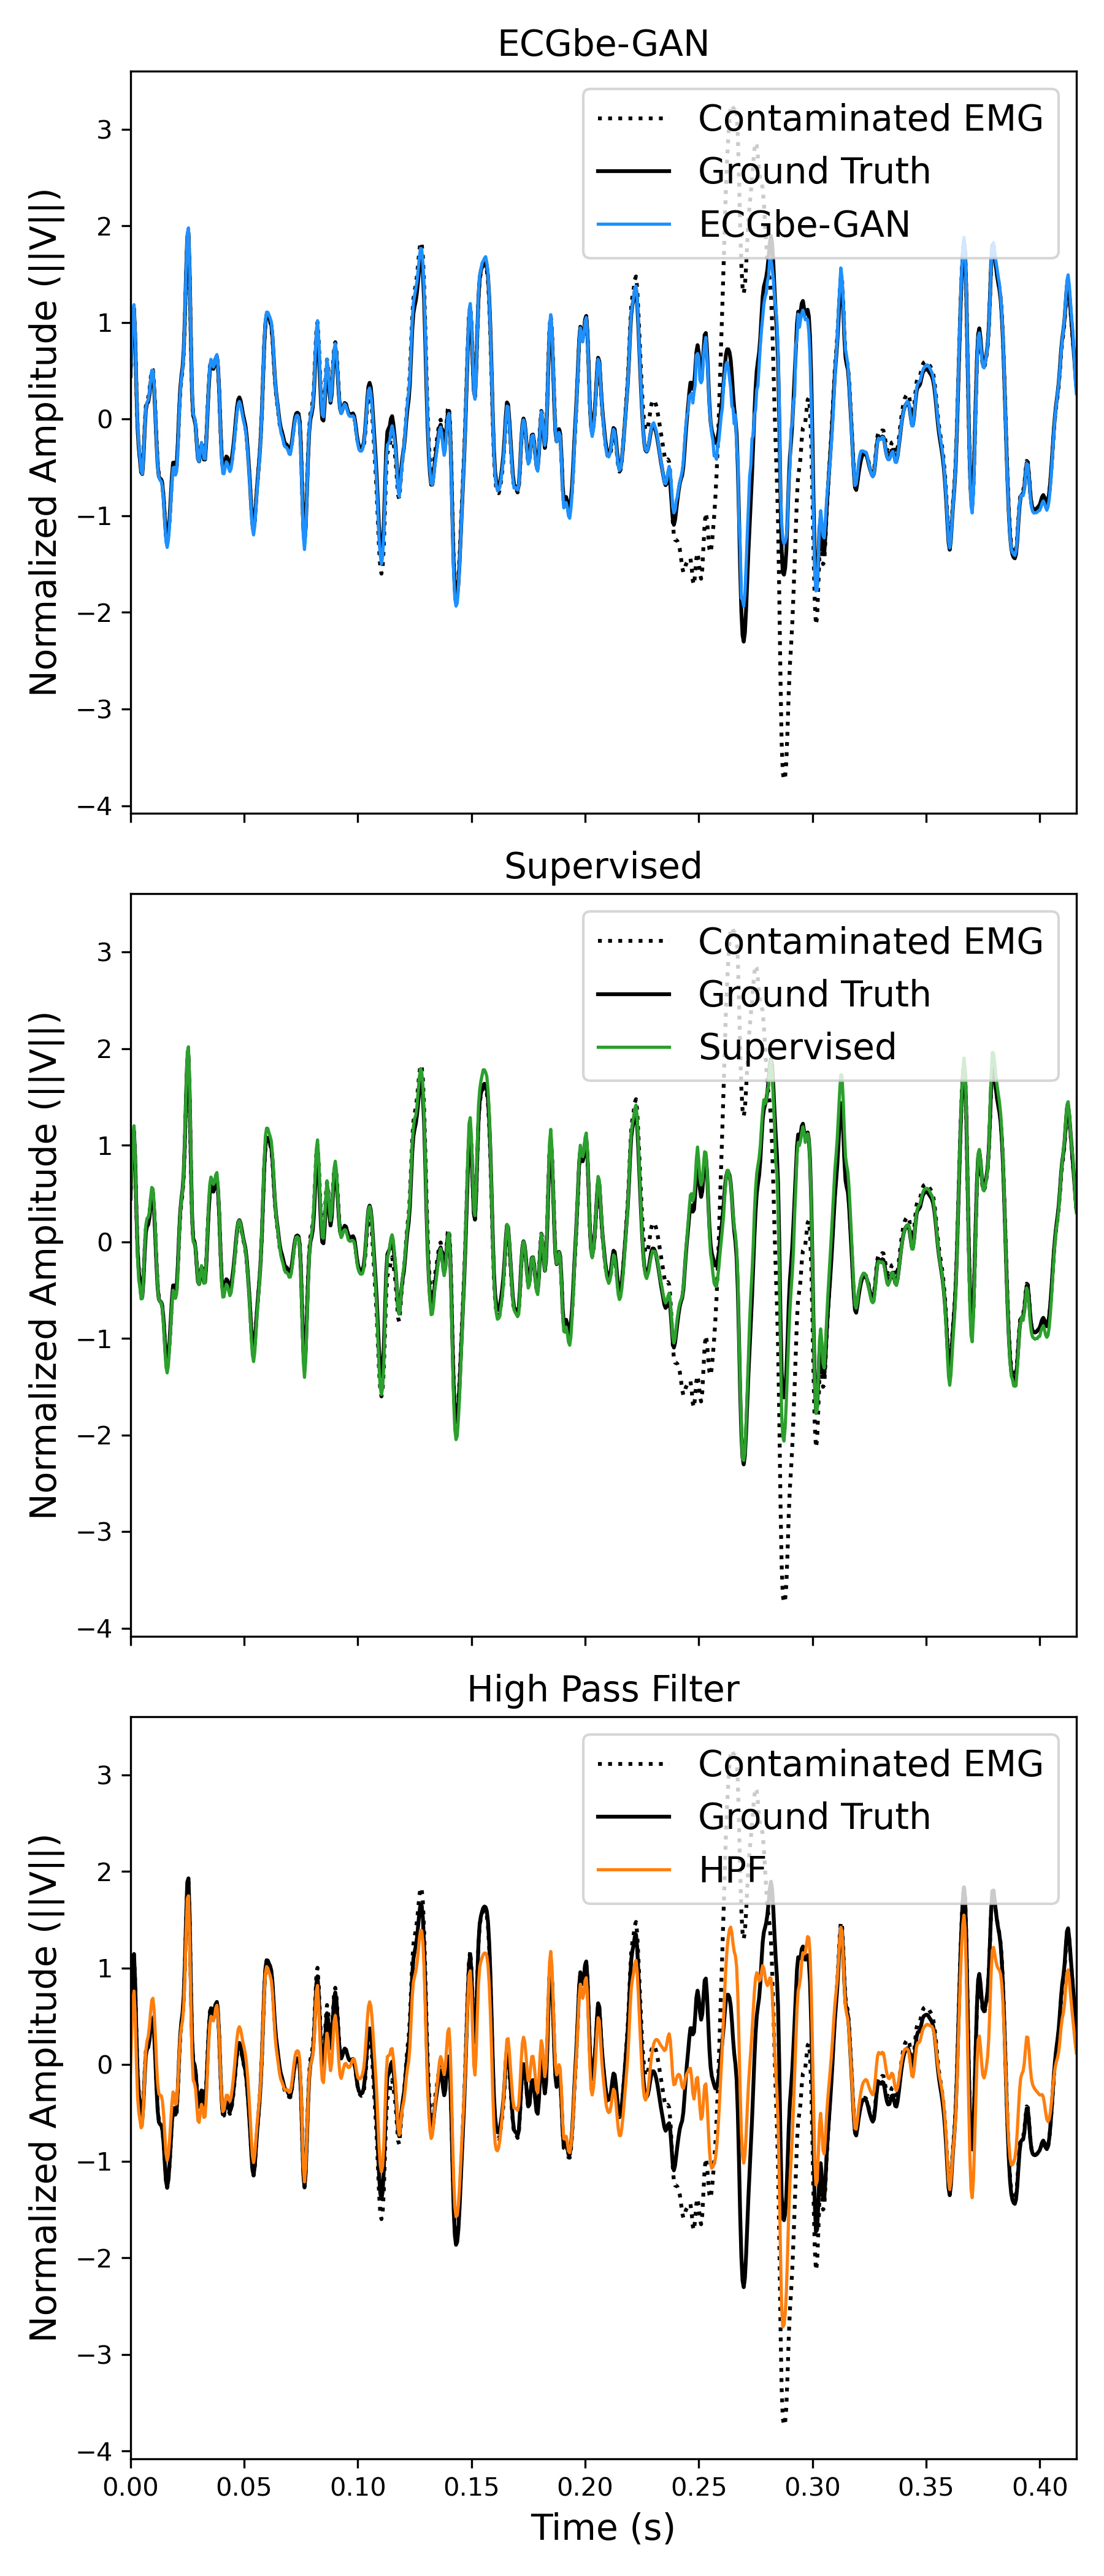 ECGbe-GAN
Normalized Amplitude (||V||)
3
2
1
0
−1
−2
−3
−4
Contaminated EMG
Ground Truth
ECGbe-GAN
Supervised
Normalized Amplitude (||V||)
3
2
1
0
−1
−2
−3
−4
Contaminated EMG
Ground Truth
Supervised
High Pass Filter
Normalized Amplitude (||V||)
3
2
1
0
−1
−2
−3
−4
Contaminated EMG
Ground Truth
HPF
0.00 0.05 0.10 0.15 0.20 0.25 0.30 0.35 0.40
Time (s)